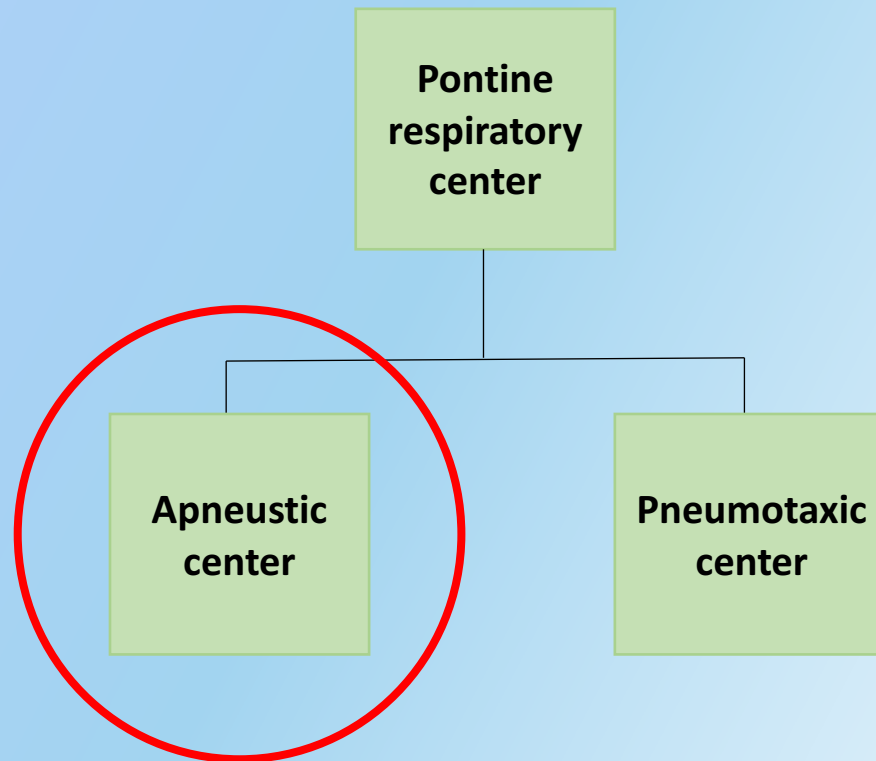 Pontine
respiratory
center
Apneustic
center
Pneumotaxic
center